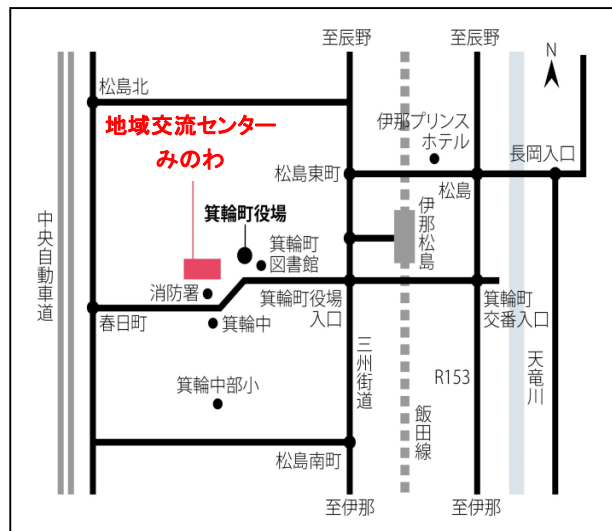 至辰野
至辰野
N
松島北
地域交流センター
みのわ
伊那プリンス
ホテル
長岡入口
松島東町
松島
箕輪町役場
伊那松島
中央自動車道
箕輪町
図書館
消防署
箕輪町役場
入口
箕輪町
交番入口
春日町
箕輪中
三州街道
R153
天竜川
箕輪中部小
飯田線
松島南町
至伊那
至伊那